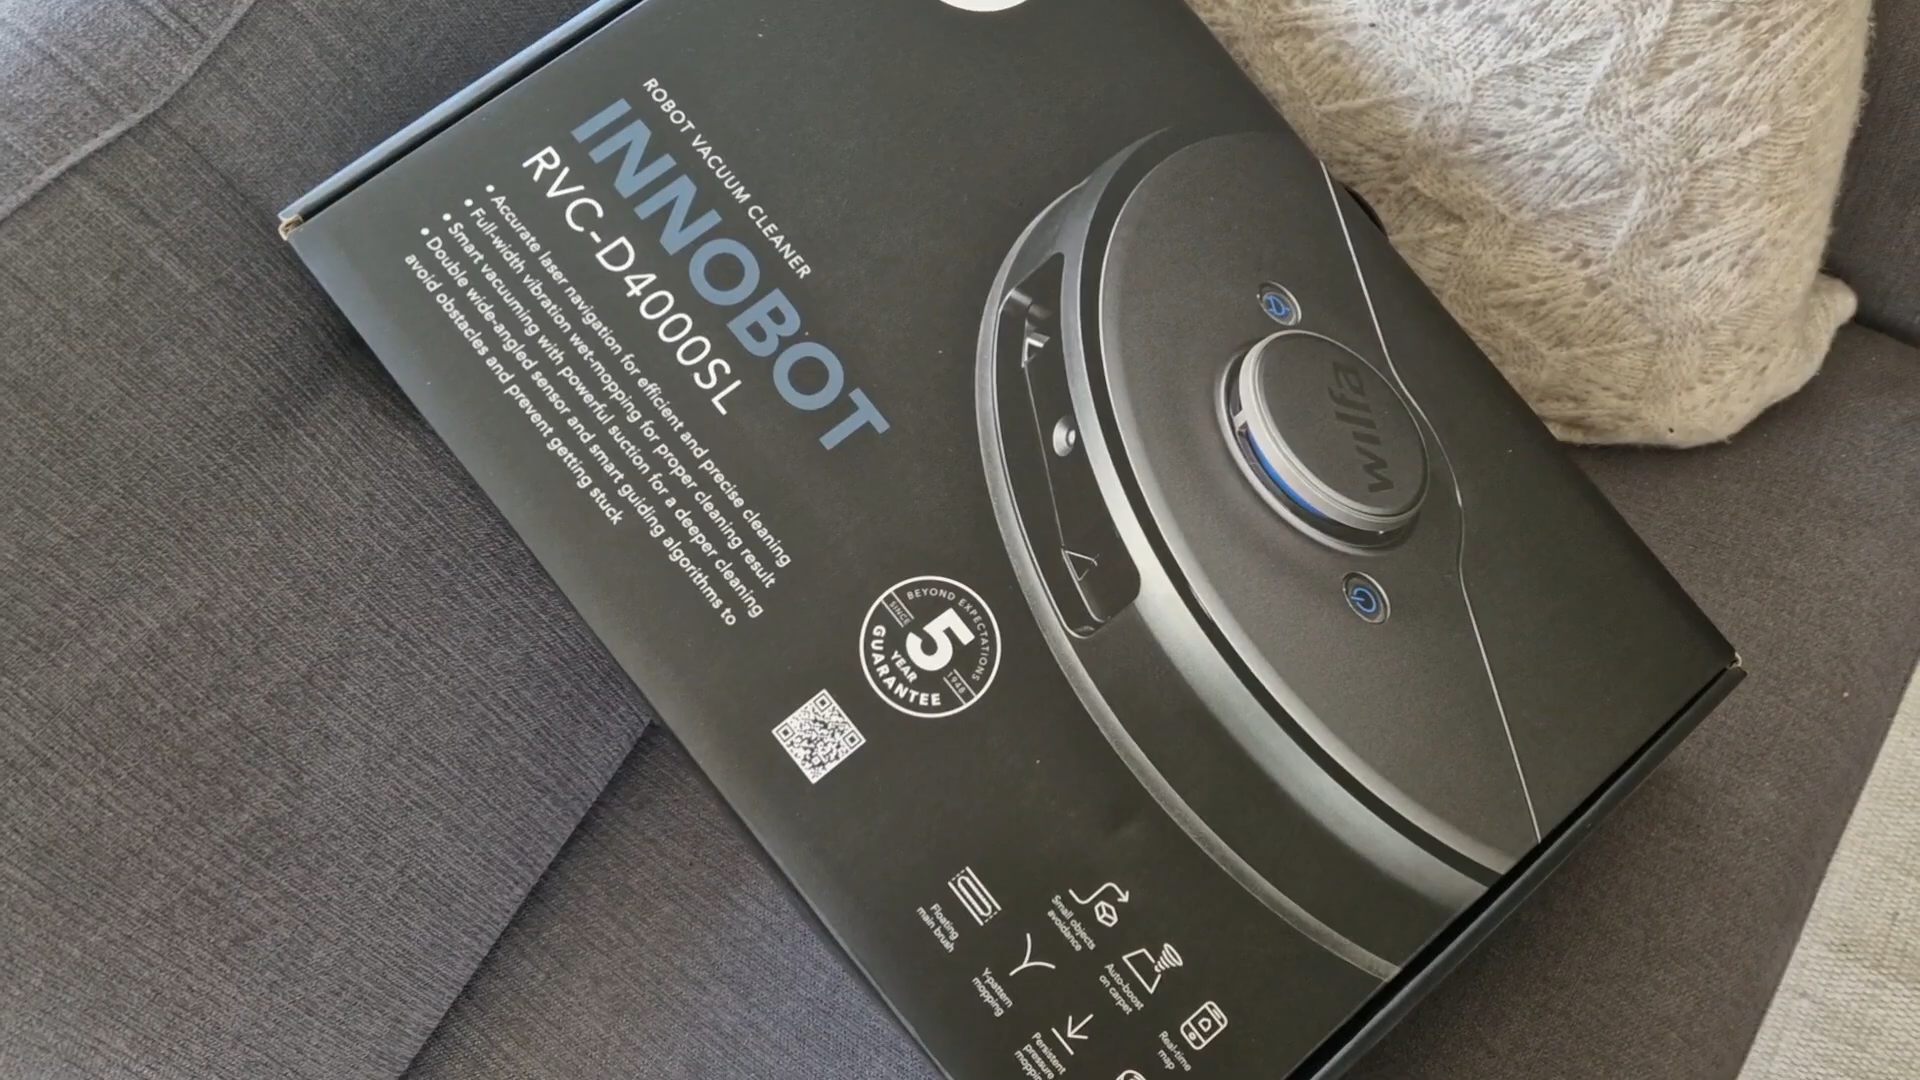 ROBOT VACUUM CLEANER
INNOBOT
RVC-D4000SL
• Accurate laser navigation for efficient and precise cleaning
• Full-width vibration wet-mopping for proper cleaning result
• Smart vacuuming with powerful suction for a deeper cleaning
• Double wide-angled sensor and smart guiding algorithms to
avoid obstacles and prevent getting stuck
wilfa
BEYOND EXPECTATIONS
SINCE
1948
5
YEAR
GUARANTEE
Floating
main brush
Small objects
avoidance
Y-pattern
mopping
Auto-boost
on carpet
Persistent
pressure
Real-time
map